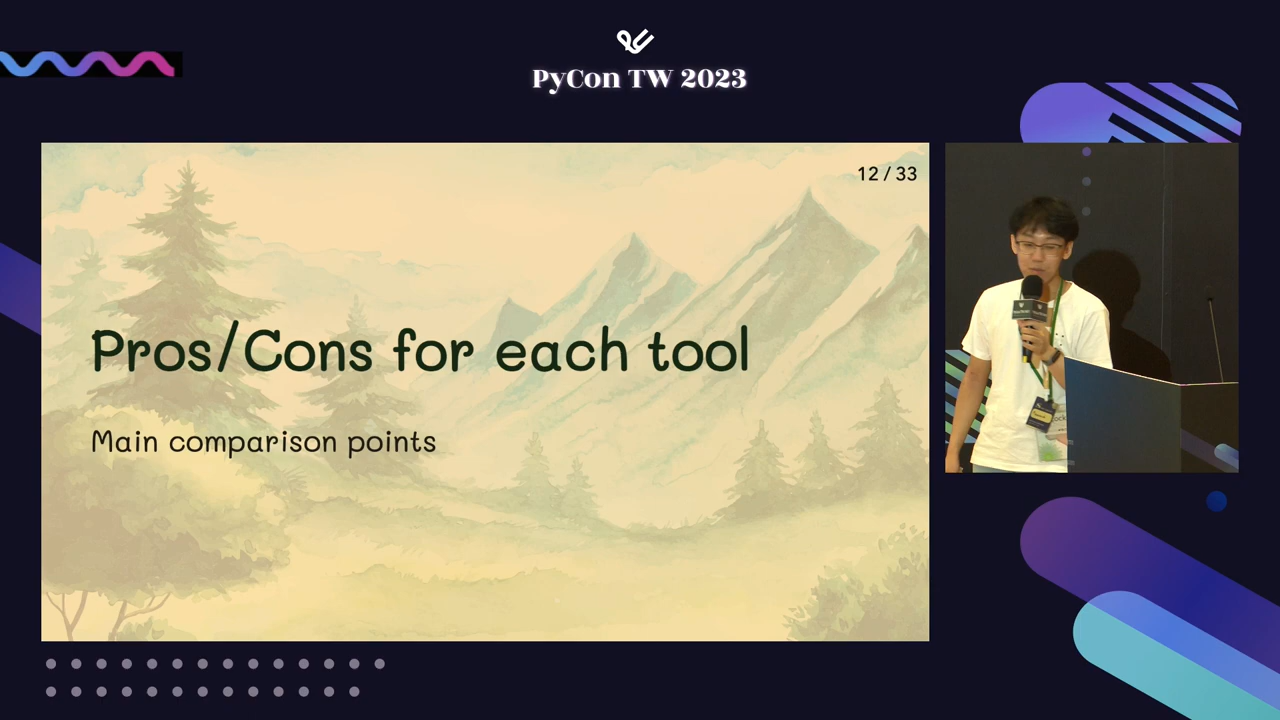 PyCon TW 2023
12 / 33
Pros/Cons for each tool
Main comparison points